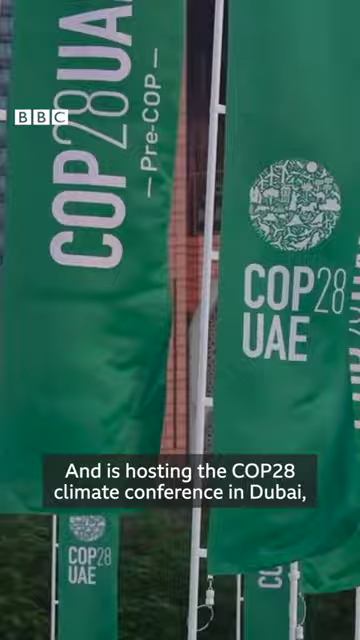 BBC
COP28 UAE
— Pre-COP —
COP28
UAE
And is hosting the COP28
climate conference in Dubai,
COP28
UAE